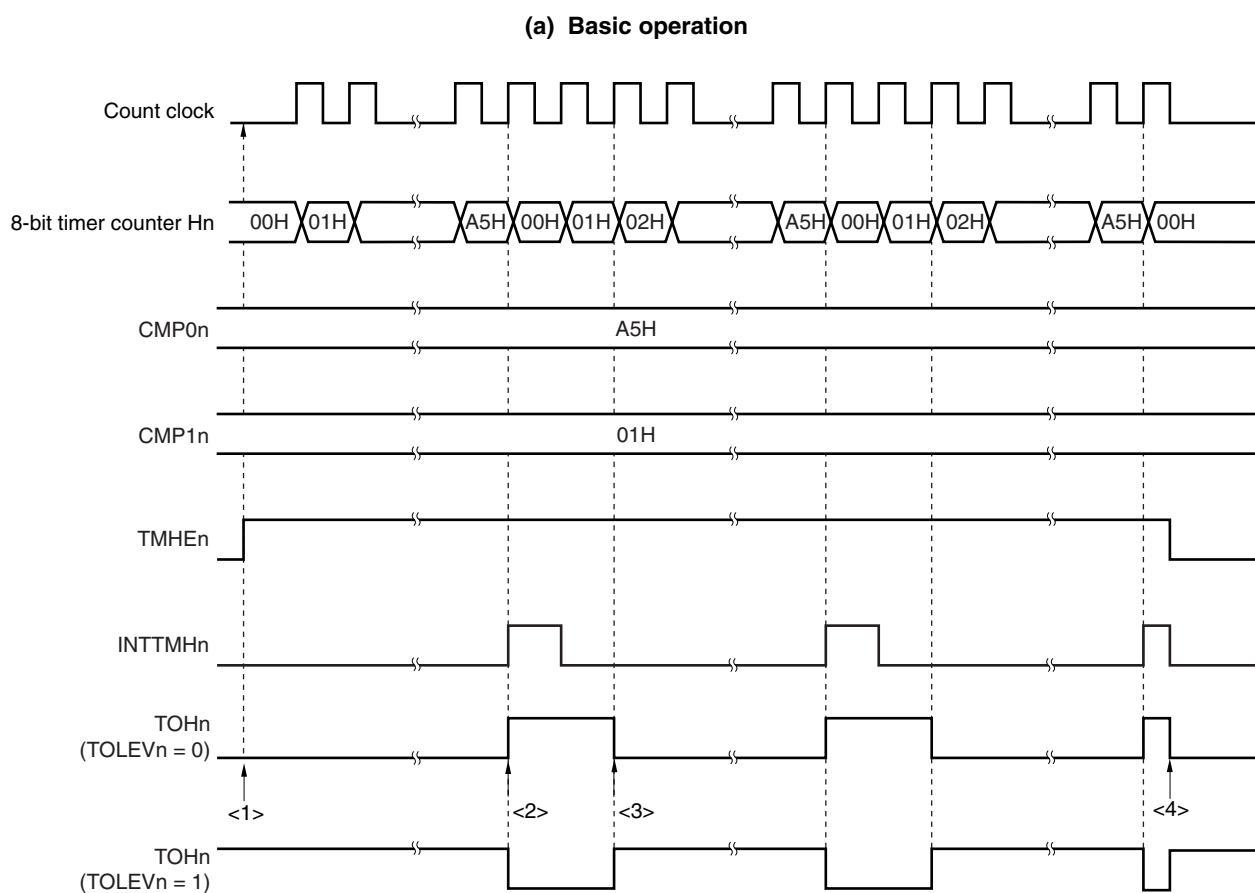 (a) Basic operation
Count clock
8-bit timer counter Hn
00H 01H A5H 00H 01H 02H A5H 00H 01H 02H A5H 00H
CMP0n
A5H
CMP1n
01H
TMHEn
INTTMHn
TOHn
(TOLEVn = 0)
<1> <2> <3> <4>
TOHn
(TOLEVn = 1)